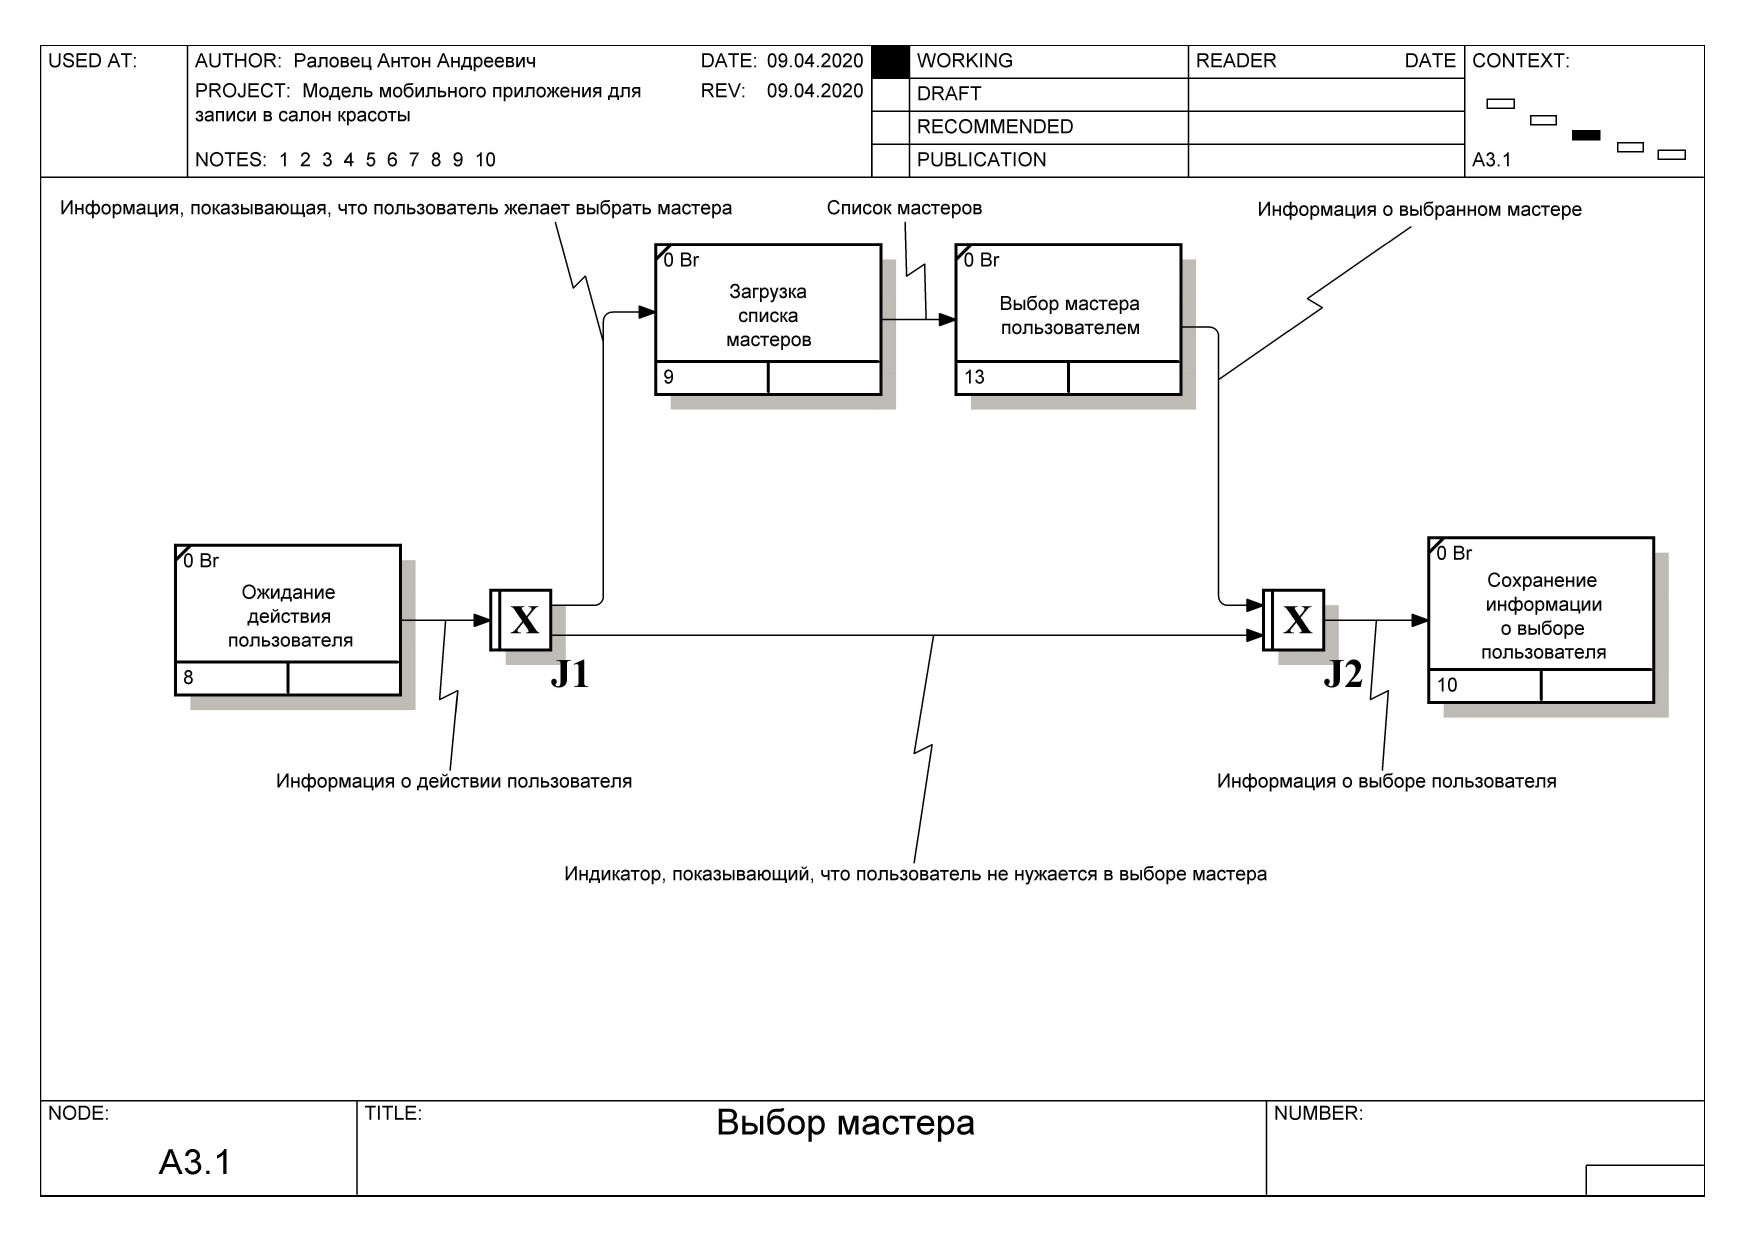 USED AT:
AUTHOR: Раловец Антон Андреевич
DATE: 09.04.2020
PROJECT: Модель мобильного приложения для
записи в салон красоты
REV: 09.04.2020
NOTES: 1 2 3 4 5 6 7 8 9 10
WORKING
DRAFT
RECOMMENDED
PUBLICATION
READER DATE
CONTEXT:
A3.1
Информация, показывающая, что пользователь желает выбрать мастера
Список мастеров
Информация о выбранном мастере
0 Br
Загрузка
списка
мастеров
9
0 Br
Выбор мастера
пользователем
13
0 Br
Ожидание
действия
пользователя
8
X
J1
X
J2
0 Br
Сохранение
информации
о выборе
пользователя
10
Информация о действии пользователя
Информация о выборе пользователя
Индикатор, показывающий, что пользователь не нуждается в выборе мастера
NODE:
A3.1
TITLE:
Выбор мастера
NUMBER: